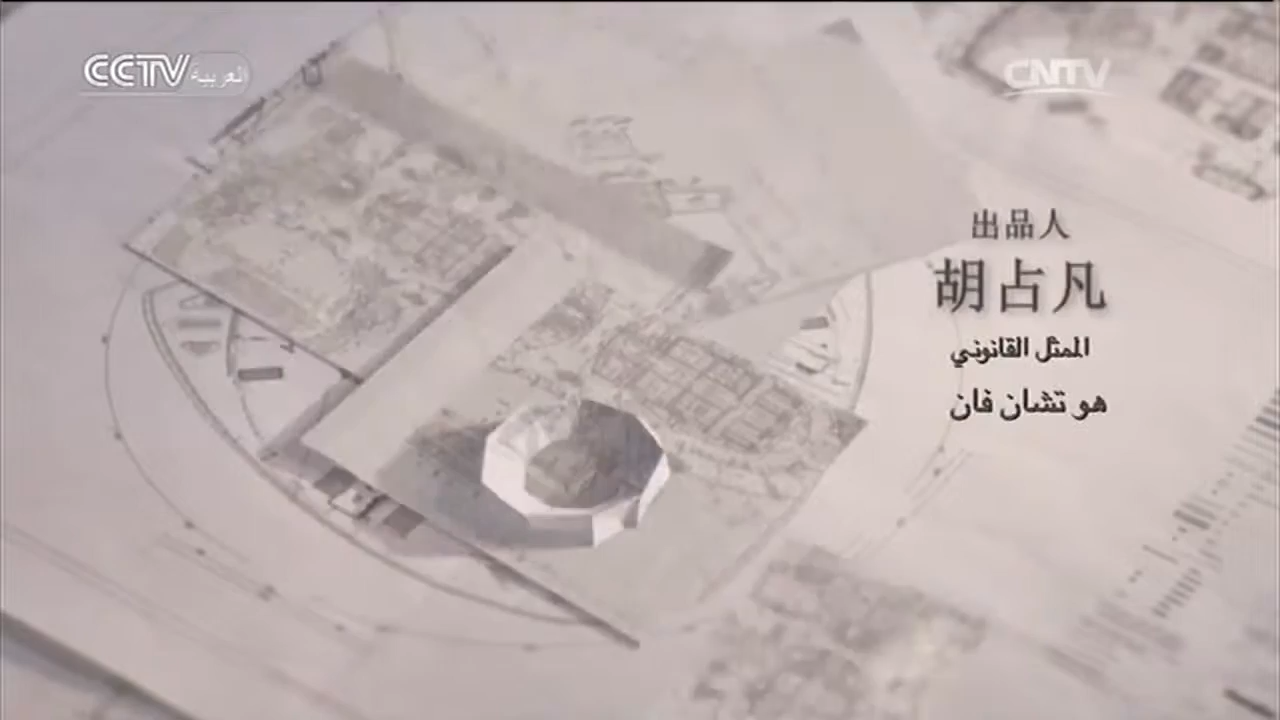 CCTV العربية
CNTV
出品人
胡占凡
الممثل القانوني
هو تشان فان